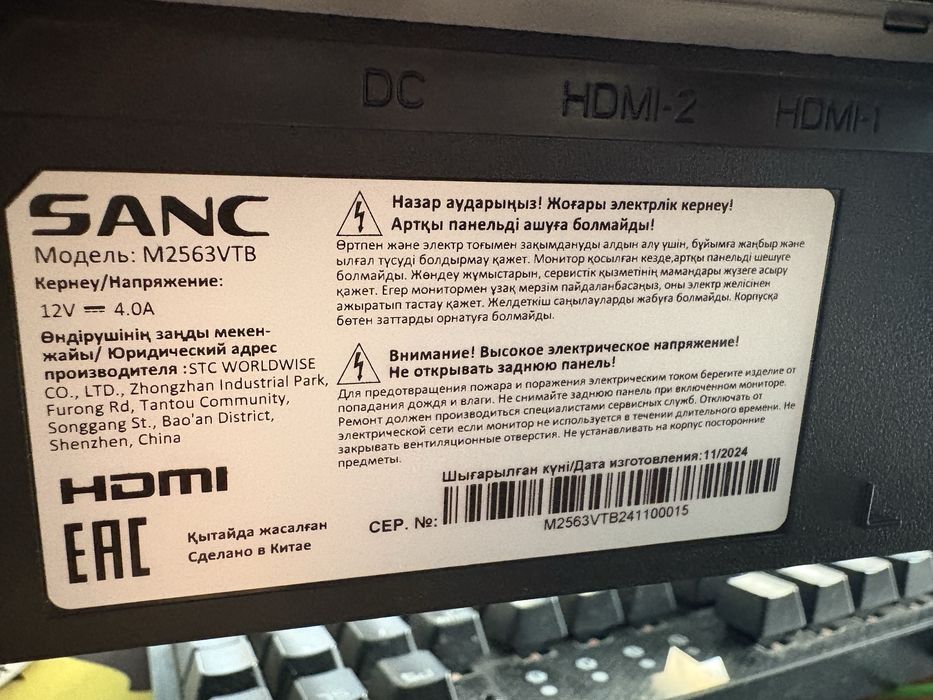 DC
HDMI-2
HDMI-1
SANC
Модель: M2563VTB
Кернеу/Напряжение:
12V ⎓ 4.0A
Өндірушінің заңды мекен-
жайы/ Юридический адрес
производителя :STC WORLDWISE
CO., LTD., Zhongzhan Industrial Park,
Furong Rd, Tantou Community,
Songgang St., Bao'an District,
Shenzhen, China
HDMI
EAC
Қытайда жасалған
Сделано в Китае
Назар аударыңыз! Жоғары электрлік кернеу!
Артқы панельді ашуға болмайды!
Өртпен және электр тоғымен зақымдануды алдын алу үшін, бұйымға жаңбыр және
ылғал түсуді болдырмау қажет. Монитор қосылған кезде,артқы панельді шешуге
болмайды. Жөндеу жұмыстарын, сервистік қызметінің мамандары жүзеге асыру
қажет. Егер монитормен ұзақ мерзім пайдаланбасаңыз, оны электр желісінен
ажыратып тастау қажет. Желдеткіш саңылауларды жабуға болмайды. Корпусқа
бөтен заттарды орнатуға болмайды.
Внимание! Высокое электрическое напряжение!
Не открывать заднюю панель!
Для предотвращения пожара и поражения электрическим током берегите изделие от
попадания дождя и влаги. Не снимайте заднюю панель при включенном мониторе.
Ремонт должен производиться специалистами сервисных служб. Отключать от
электрической сети если монитор не используется в течении длительного времени. Не
закрывать вентиляционные отверстия. Не устанавливать на корпус посторонние
предметы.
Шығарылған күні/Дата изготовления:11/2024
СЕР. №:
M2563VTB241100015